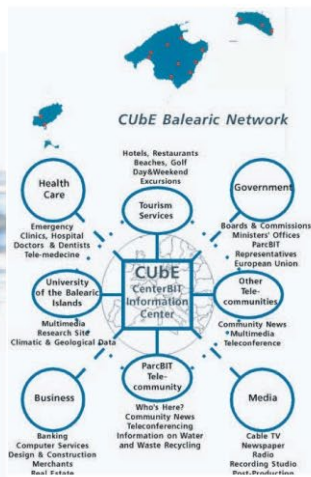 CUbE Balearic Network
Hotels, Restaurants
Beaches, Golf
Day&Weekend
Excursions
Health
Care
Tourism
Services
Government
Emergency
Clinics, Hospital
Doctors & Dentists
Tele-medecine
Boards & Commissions
Ministers' Offices
ParcBIT
Representatives
European Union
University
of the Balearic
Islands
CUbE
CenterBIT
Information
Center
Other
Tele-
communities
Multimedia
Research Site
Climatic & Geological Data
Community News
Multimedia
Teleconference
Business
ParcBIT
Tele-
community
Media
Banking
Computer Services
Design & Construction
Merchants
Real Estate
Who's Here?
Community News
Teleconferencing
Information on Water
and Waste Recycling
Cable TV
Newspaper
Radio
Recording Studio
Post-Production